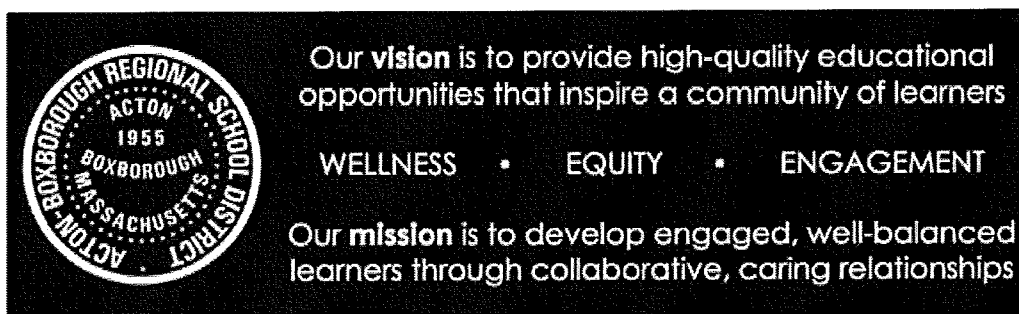 ACTON-BOXBOROUGH REGIONAL SCHOOL DISTRICT ·
ACTON
1955
BOXBOROUGH
MASSACHUSETTS
Our vision is to provide high-quality educational
opportunities that inspire a community of learners
WELLNESS • EQUITY • ENGAGEMENT
Our mission is to develop engaged, well-balanced
learners through collaborative, caring relationships